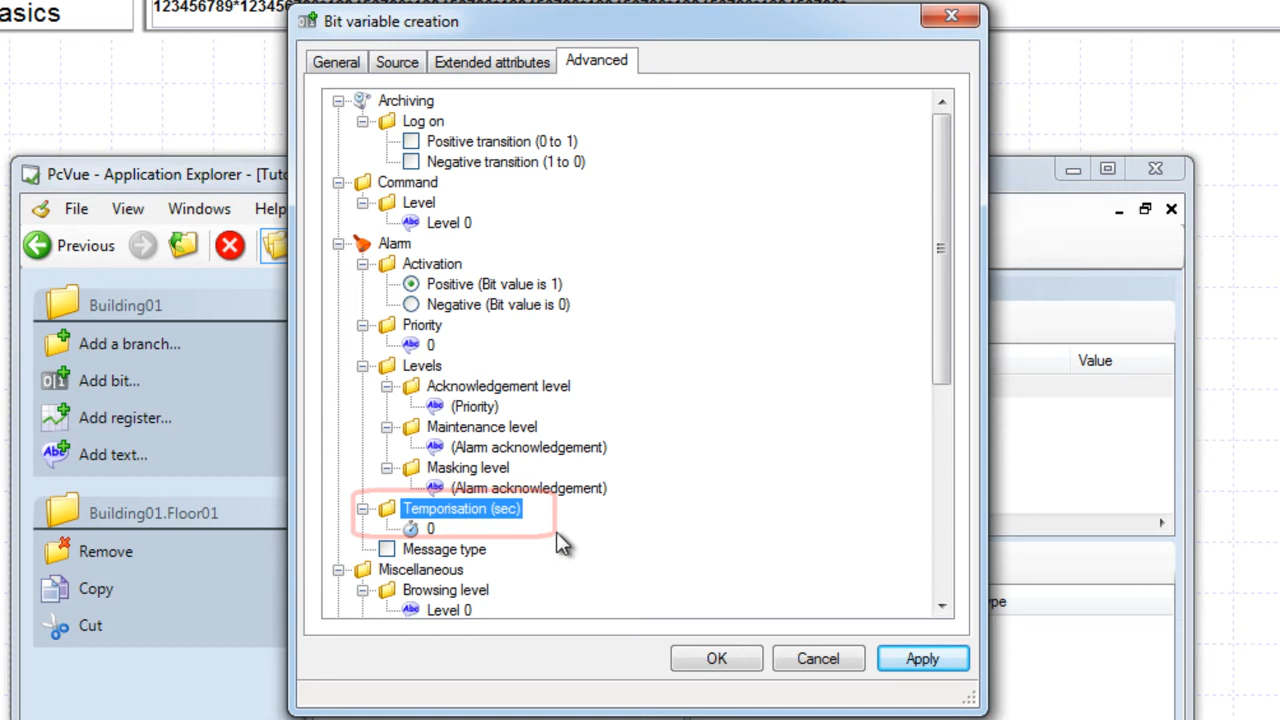 asics
Bit variable creation
General
Source
Extended attributes
Advanced
Archiving
Log on
Positive transition (0 to 1)
Negative transition (1 to 0)
Command
Level
Level 0
Alarm
Activation
Positive (Bit value is 1)
Negative (Bit value is 0)
Priority
0
Levels
Acknowledgement level
(Priority)
Maintenance level
(Alarm acknowledgement)
Masking level
(Alarm acknowledgement)
Temporisation (sec)
0
Message type
Miscellaneous
Browsing level
Level 0
OK
Cancel
Apply
PcVue - Application Explorer - [Tuto
File View Windows Help
Previous
Building01
Add a branch...
Add bit...
Add register...
Add text...
Building01.Floor01
Remove
Copy
Cut
Value
ype